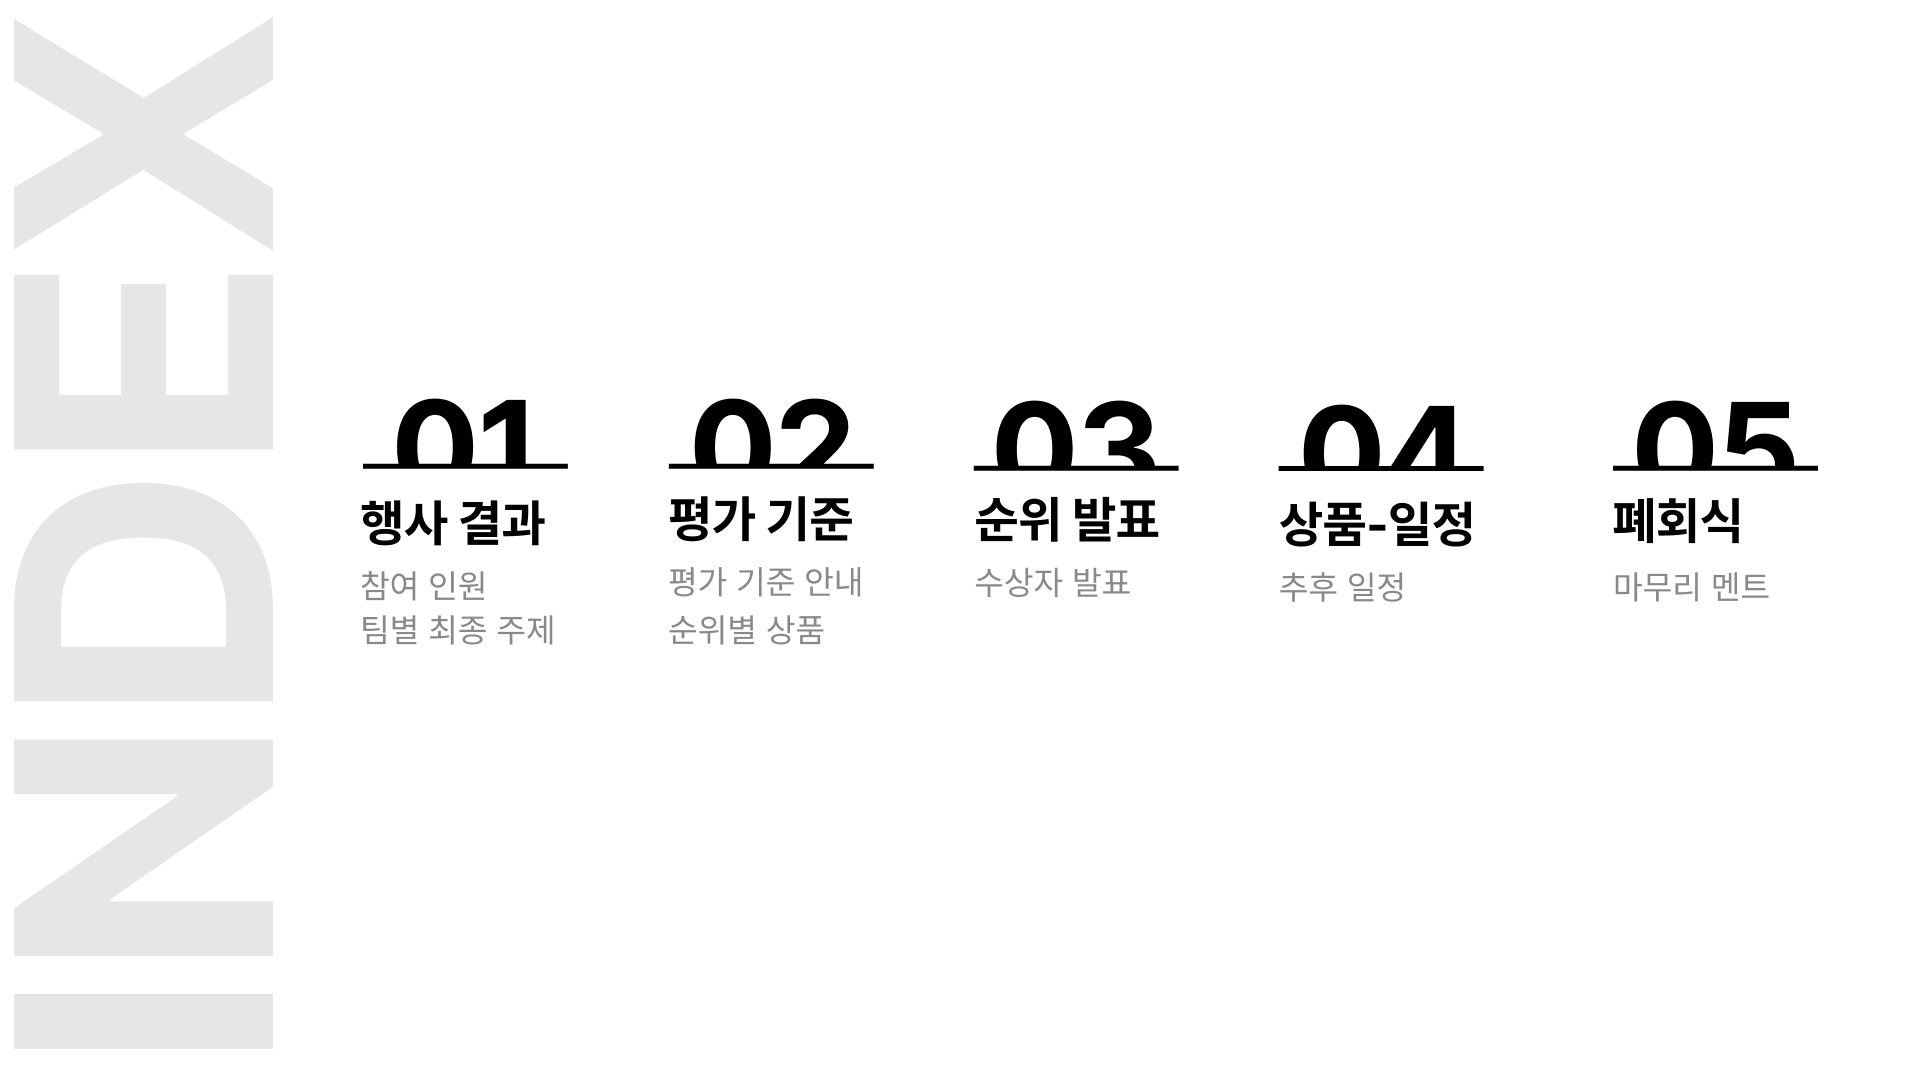 INDEX
01
행사 결과
참여 인원
팀별 최종 주제
02
평가 기준
평가 기준 안내
순위별 상품
03
순위 발표
수상자 발표
04
상품-일정
추후 일정
05
폐회식
마무리 멘트